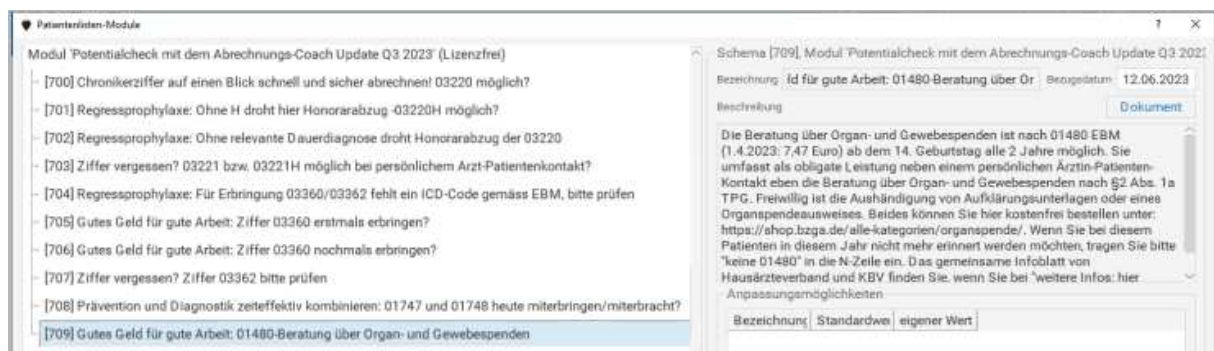 Patientenlisten-Module
? ×
Modul 'Potentialcheck mit dem Abrechnungs-Coach Update Q3 2023' (Lizenzfrei)
[700] Chronikerziffer auf einen Blick schnell und sicher abrechnen! 03220 möglich?
[701] Regressprophylaxe: Ohne H droht hier Honorarabzug -03220H möglich?
[702] Regressprophylaxe: Ohne relevante Dauerdiagnose droht Honorarabzug der 03220
[703] Ziffer vergessen? 03221 bzw. 03221H möglich bei persönlichem Arzt-Patientenkontakt?
[704] Regressprophylaxe: Für Erbringung 03360/03362 fehlt ein ICD-Code gemäss EBM, bitte prüfen
[705] Gutes Geld für gute Arbeit: Ziffer 03360 erstmals erbringen?
[706] Gutes Geld für gute Arbeit: Ziffer 03360 nochmals erbringen?
[707] Ziffer vergessen? Ziffer 03362 bitte prüfen
[708] Prävention und Diagnostik zeiteffektiv kombinieren: 01747 und 01748 heute miterbringen/miterbracht?
[709] Gutes Geld für gute Arbeit: 01480-Beratung über Organ- und Gewebespenden
Schema [709], Modul 'Potentialcheck mit dem Abrechnungs-Coach Update Q3 202
Bezeichnung ld für gute Arbeit: 01480-Beratung über Or Bezugsdatum 12.06.2023
Beschreibung Dokument
Die Beratung über Organ- und Gewebespenden ist nach 01480 EBM
(1.4.2023: 7,47 Euro) ab dem 14. Geburtstag alle 2 Jahre möglich. Sie
umfasst als obligate Leistung neben einem persönlichen Ärztin-Patienten-
Kontakt eben die Beratung über Organ- und Gewebespenden nach §2 Abs. 1a
TPG. Freiwillig ist die Aushändigung von Aufklärungsunterlagen oder eines
Organspendeausweises. Beides können Sie hier kostenfrei bestellen unter:
https://shop.bzga.de/alle-kategorien/organspende/. Wenn Sie bei diesem
Patienten in diesem Jahr nicht mehr erinnert werden möchten, tragen Sie bitte
"keine 01480" in die N-Zeile ein. Das gemeinsame Infoblatt von
Hausärzteverband und KBV finden Sie, wenn Sie bei "weitere Infos: hier
Anpassungsmöglichkeiten
Bezeichnung Standardwei eigener Wert